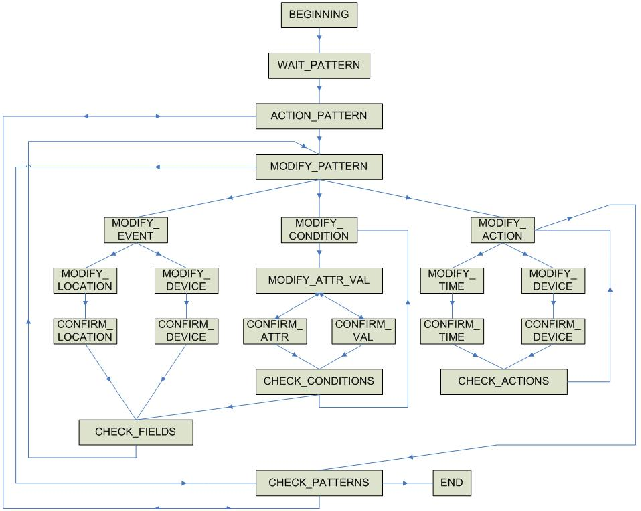 BEGINNING
WAIT_PATTERN
ACTION_PATTERN
MODIFY_PATTERN
MODIFY_
EVENT
MODIFY_
CONDITION
MODIFY_
ACTION
MODIFY_
LOCATION
MODIFY_
DEVICE
MODIFY_ATTR_VAL
MODIFY_
TIME
MODIFY_
DEVICE
CONFIRM_
LOCATION
CONFIRM_
DEVICE
CONFIRM_
ATTR
CONFIRM_
VAL
CONFIRM_
TIME
CONFIRM_
DEVICE
CHECK_CONDITIONS
CHECK_ACTIONS
CHECK_FIELDS
CHECK_PATTERNS
END